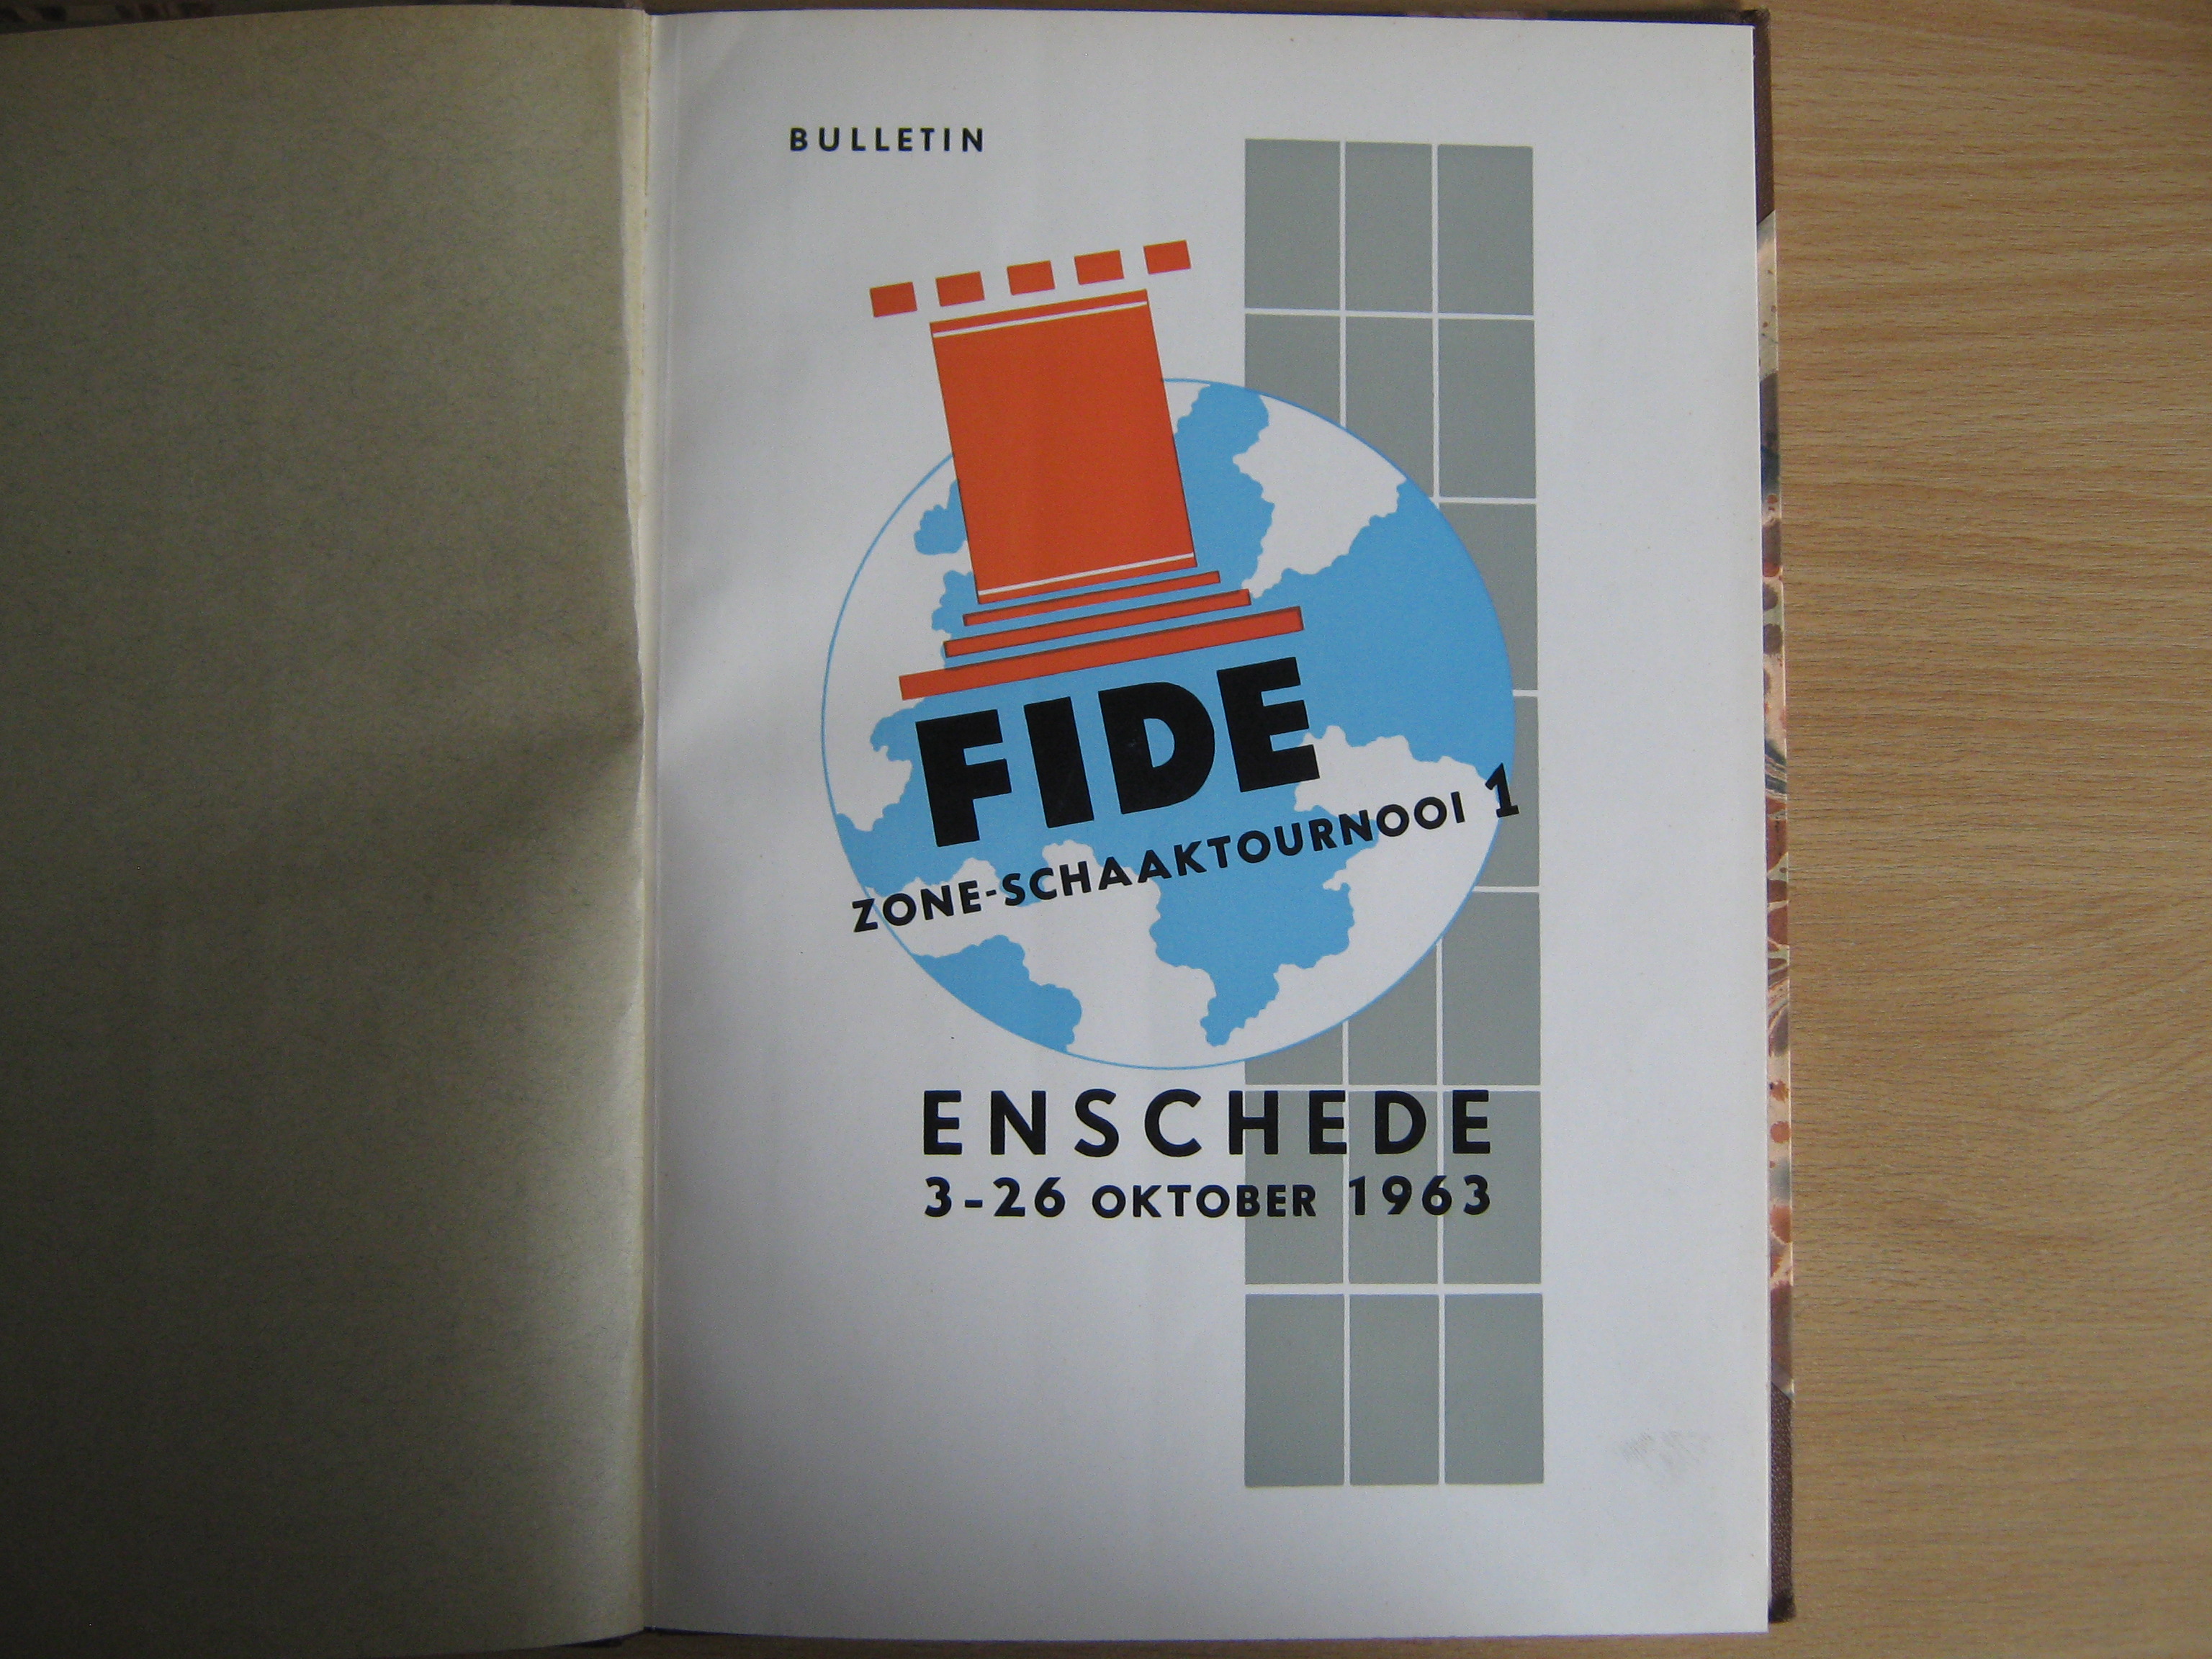 BULLETIN
FIDE
ZONE-SCHAAKTOURNOOI 1
ENSCHEDE
3-26 OKTOBER 1963